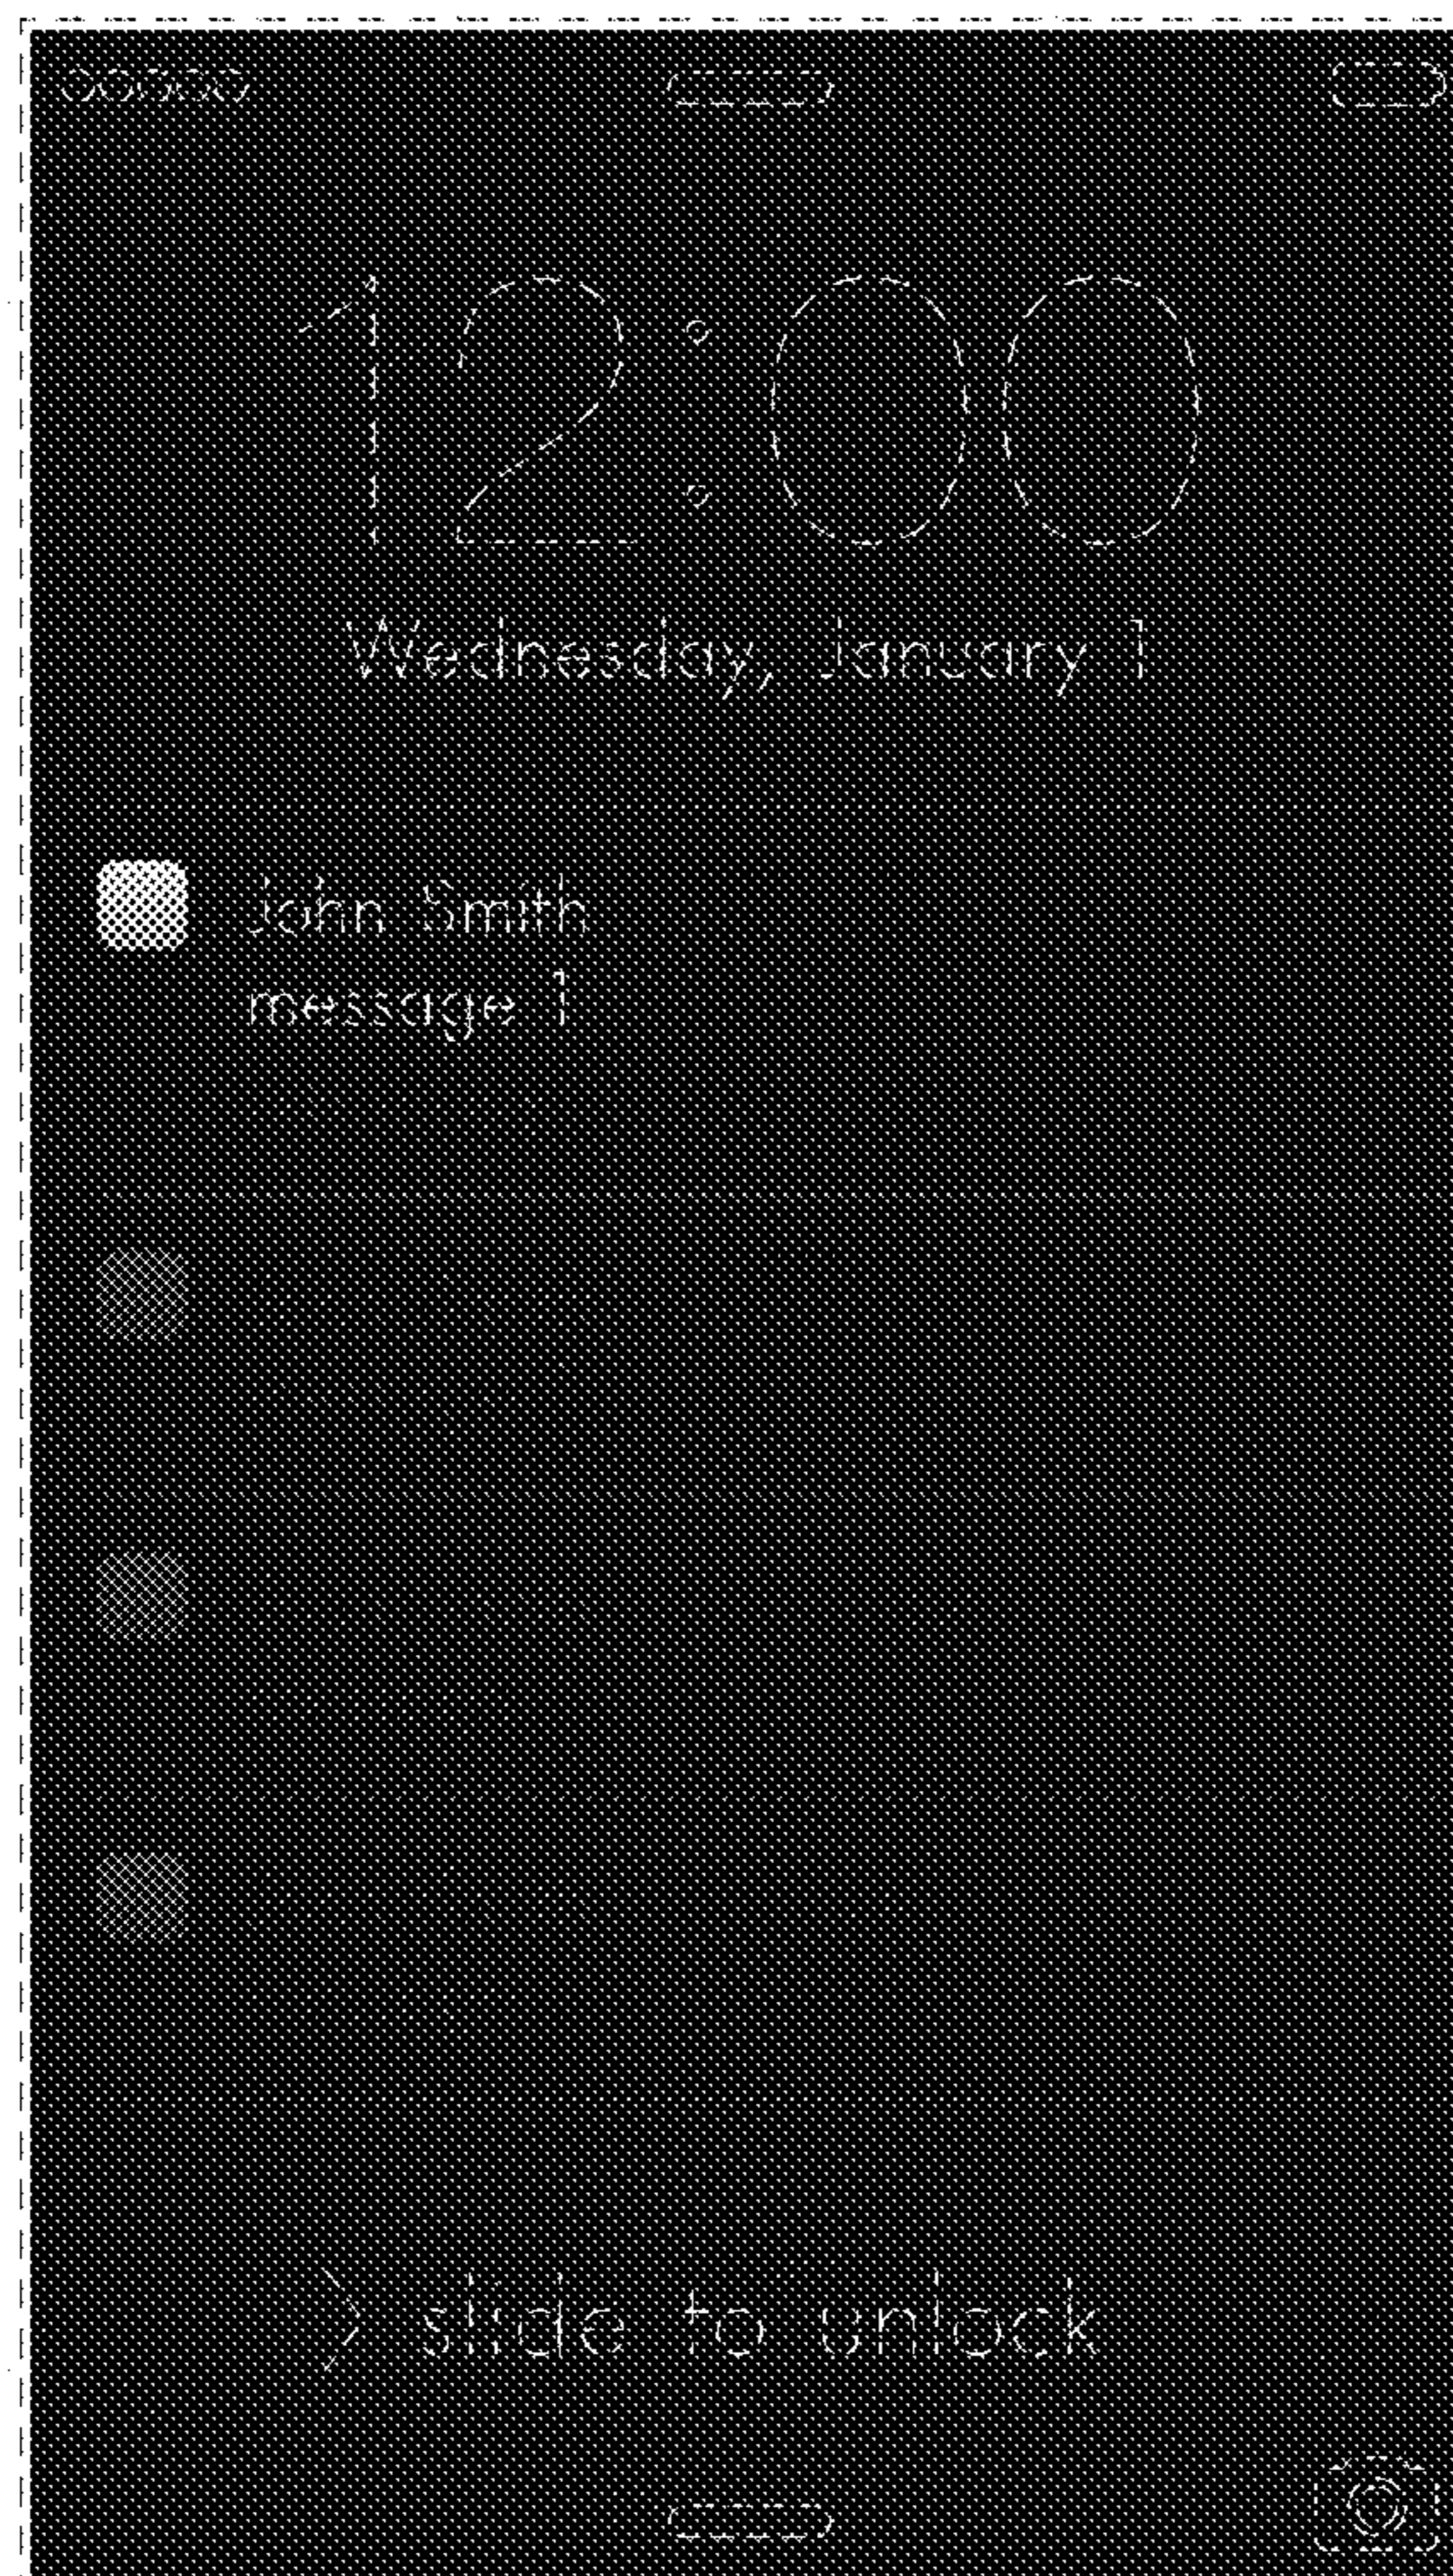 12:00
Wednesday, January 1
John Smith
message 1
slide to unlock